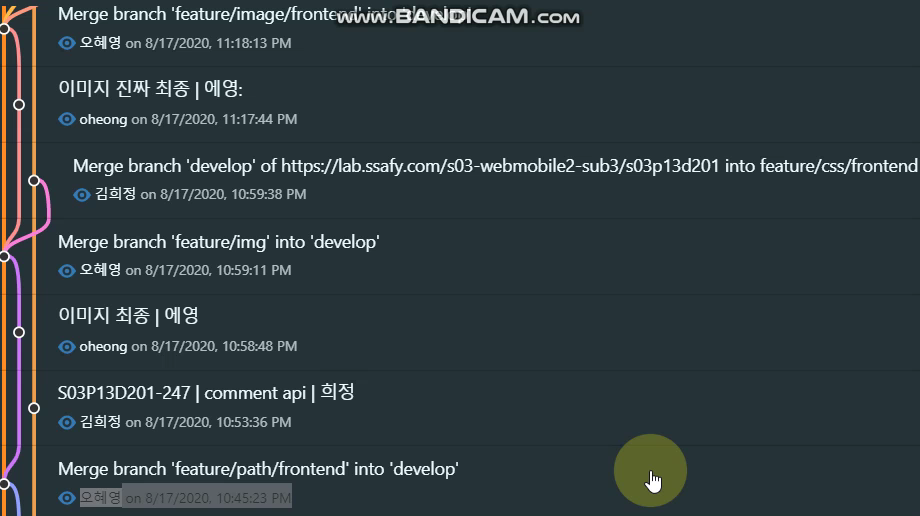 Merge branch 'feature/image/frontend' into 'develop'
www.BANDICAM.com
오혜영 on 8/17/2020, 11:18:13 PM
이미지 진짜 최종 | 에영:
oheong on 8/17/2020, 11:17:44 PM
Merge branch 'develop' of https://lab.ssafy.com/s03-webmobile2-sub3/s03p13d201 into feature/css/frontend
김희정 on 8/17/2020, 10:59:38 PM
Merge branch 'feature/img' into 'develop'
오혜영 on 8/17/2020, 10:59:11 PM
이미지 최종 | 에영
oheong on 8/17/2020, 10:58:48 PM
S03P13D201-247 | comment api | 희정
김희정 on 8/17/2020, 10:53:36 PM
Merge branch 'feature/path/frontend' into 'develop'
오혜영 on 8/17/2020, 10:45:23 PM